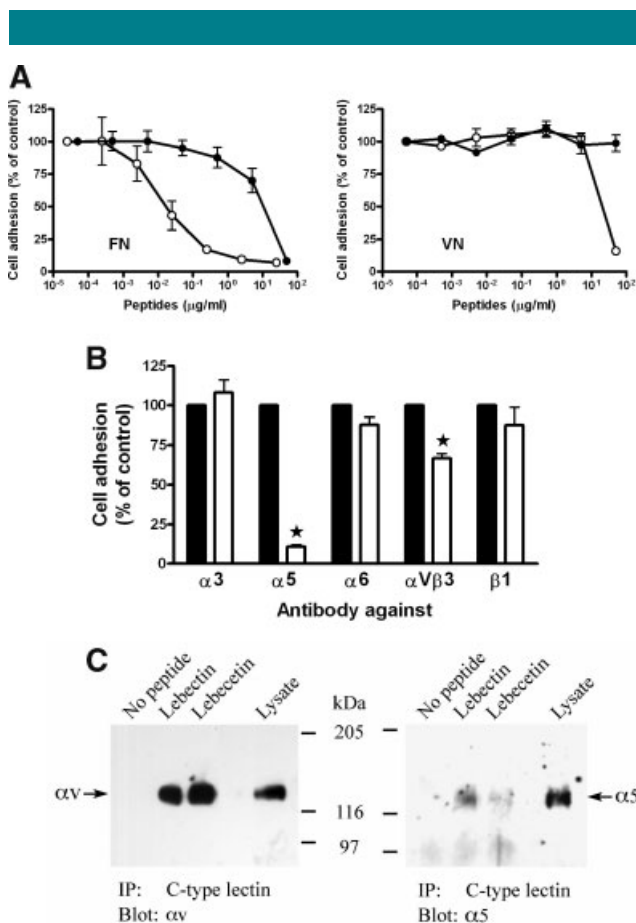 A
Cell adhesion (% of control)
125
100
75
50
25
0
FN
10⁻⁵ 10⁻⁴ 10⁻³ 10⁻² 10⁻¹ 10⁰ 10¹ 10²
Peptides (μg/ml)
Cell adhesion (% of control)
125
100
75
50
25
0
VN
10⁻⁵ 10⁻⁴ 10⁻³ 10⁻² 10⁻¹ 10⁰ 10¹ 10²
Peptides (μg/ml)
B
Cell adhesion
(% of control)
125
100
75
50
25
0
α3 α5 α6 αVβ3 β1
Antibody against
C
No peptide Lebectin Lebecetin Lysate
kDa
No peptide Lebectin Lebecetin Lysate
205
αv
α5
116
97
IP: C-type lectin
Blot: αv
IP: C-type lectin
Blot: α5